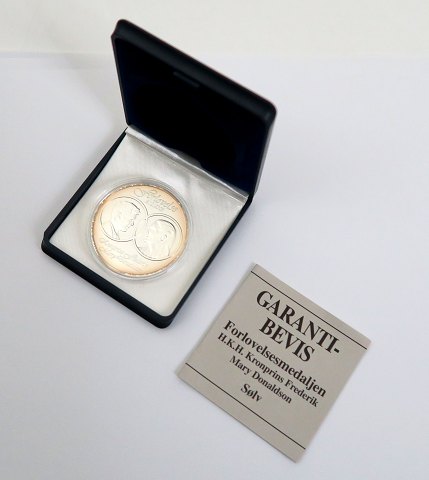 GARANTI-
BEVIS
Forlovelsesmedaljen
H.K.H. Kronprins Frederik
Mary Donaldson
Sølv